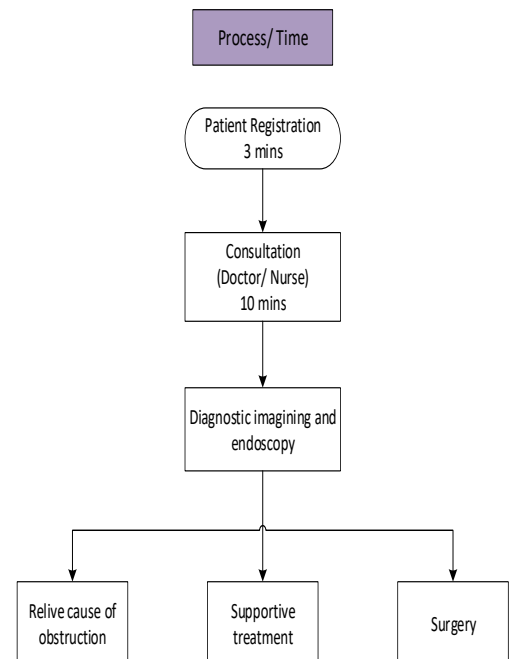 Process/ Time
Patient Registration
3 mins
Consultation
(Doctor/ Nurse)
10 mins
Diagnostic imagining and
endoscopy
Relive cause of
obstruction
Supportive
treatment
Surgery